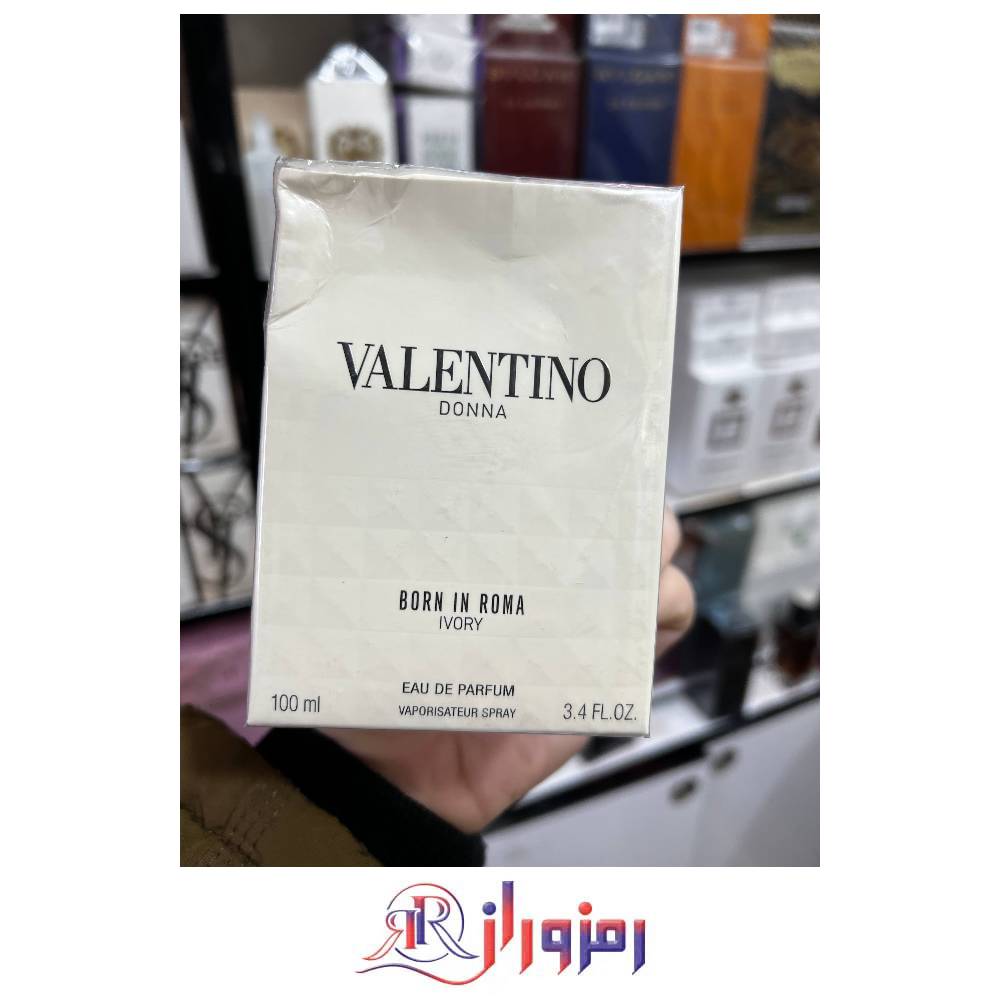 VALENTINO
DONNA
BORN IN ROMA
IVORY
EAU DE PARFUM
VAPORISATEUR SPRAY
100 ml
3.4 FL.OZ.
رمزوراز